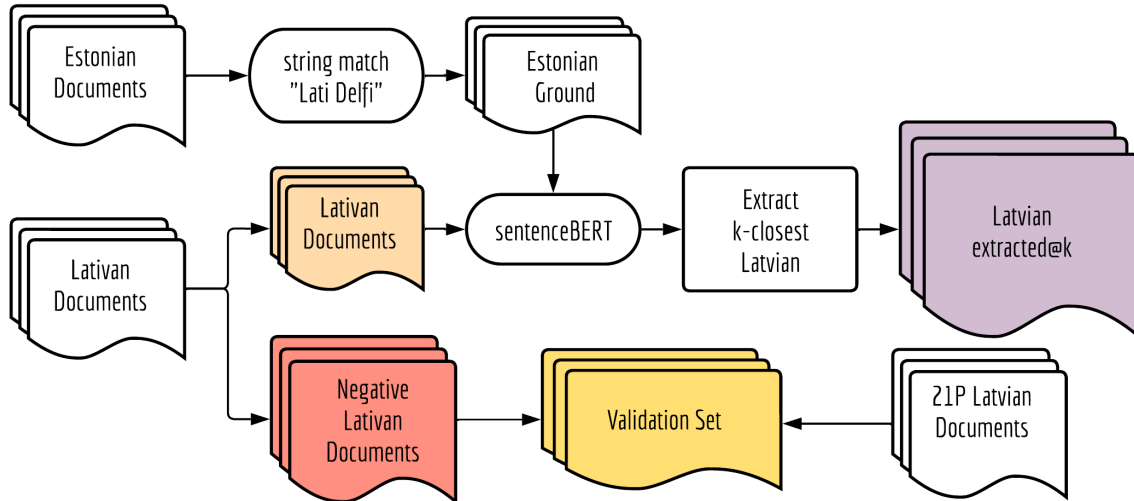 Estonian
Documents
string match
"Lati Delfi"
Estonian
Ground
Lativan
Documents
Lativan
Documents
sentenceBERT
Extract
k-closest
Latvian
Latvian
extracted@k
Negative
Lativan
Documents
Validation Set
21P Latvian
Documents